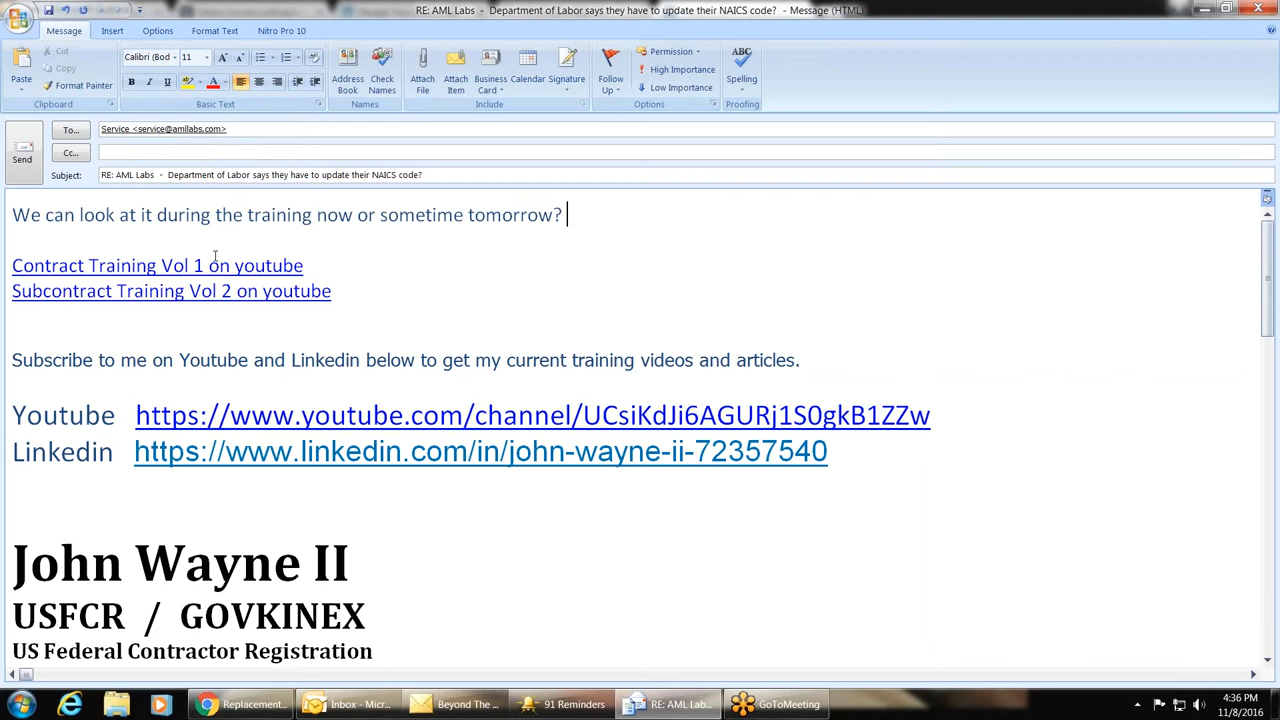 RE: AML Labs - Department of Labor says they have to update their NAICS code? - Message (HTML)
Message Insert Options Format Text Nitro Pro 10
Cut
Copy
Format Painter
Paste
Clipboard
Calibri (Bod 11
Basic Text
Address Book
Check Names
Names
Attach File
Attach Item
Business Card
Calendar
Signature
Include
Follow Up
Permission
High Importance
Low Importance
Options
ABC
Spelling
Proofing
Send
To... Service <service@amllabs.com>
Cc...
Subject: RE: AML Labs - Department of Labor says they have to update their NAICS code?
We can look at it during the training now or sometime tomorrow?
Contract Training Vol 1 on youtube
Subcontract Training Vol 2 on youtube
Subscribe to me on Youtube and Linkedin below to get my current training videos and articles.
Youtube https://www.youtube.com/channel/UCsiKdJi6AGURj1S0gkB1ZZw
Linkedin https://www.linkedin.com/in/john-wayne-ii-72357540
John Wayne II
USFCR / GOVKINEX
US Federal Contractor Registration
Replacement... Inbox - Micr... Beyond The ... 91 Reminders RE: AML Lab... GoToMeeting
4:36 PM
11/8/2016